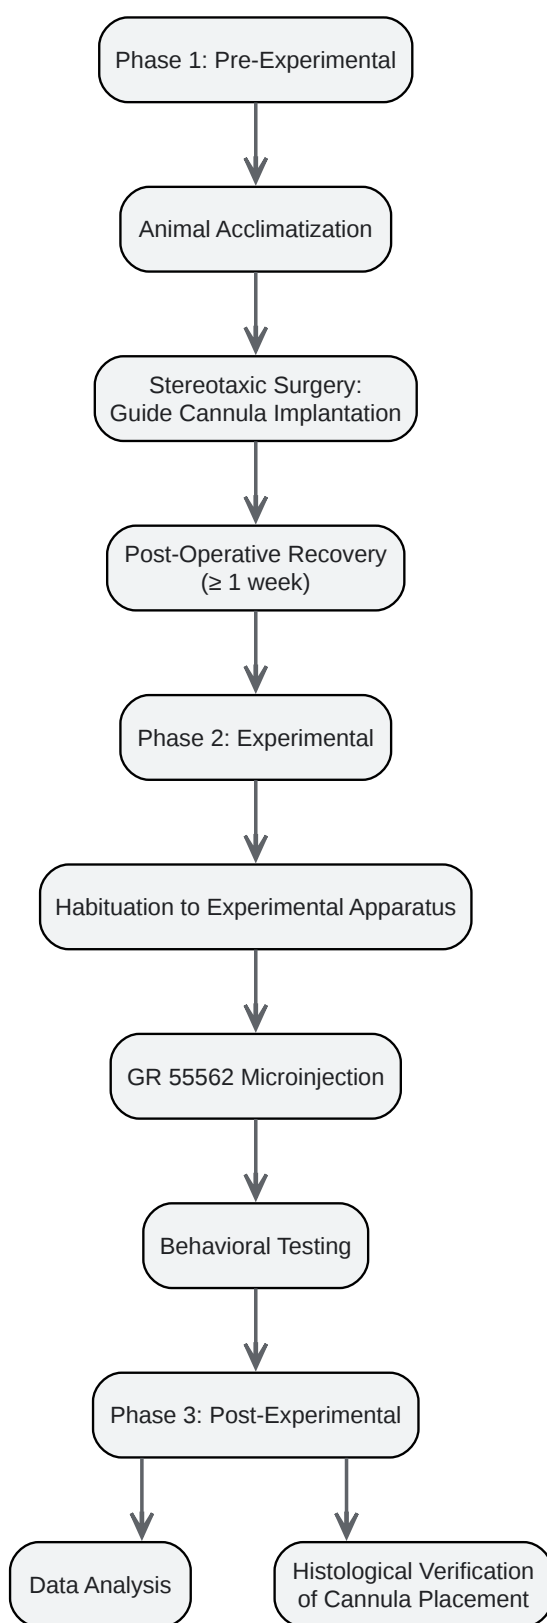 Phase 1: Pre-Experimental
Animal Acclimatization
Stereotaxic Surgery:
Guide Cannula Implantation
Post-Operative Recovery
(≥ 1 week)
Phase 2: Experimental
Habituation to Experimental Apparatus
GR 55562 Microinjection
Behavioral Testing
Phase 3: Post-Experimental
Data Analysis
Histological Verification
of Cannula Placement